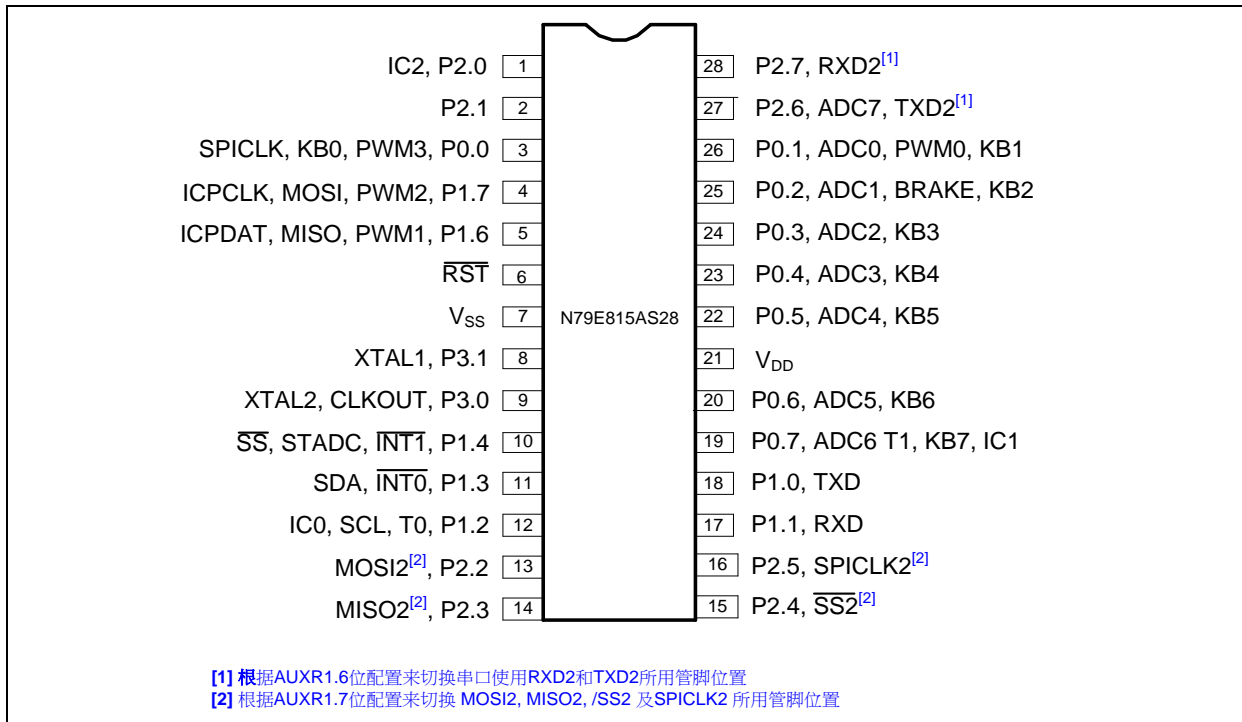 IC2, P2.0 1 28 P2.7, RXD2[1]
P2.1 2 27 P2.6, ADC7, TXD2[1]
SPICLK, KB0, PWM3, P0.0 3 26 P0.1, ADC0, PWM0, KB1
ICPCLK, MOSI, PWM2, P1.7 4 25 P0.2, ADC1, BRAKE, KB2
ICPDAT, MISO, PWM1, P1.6 5 24 P0.3, ADC2, KB3
RST 6 23 P0.4, ADC3, KB4
VSS 7 N79E815AS28 22 P0.5, ADC4, KB5
XTAL1, P3.1 8 21 VDD
XTAL2, CLKOUT, P3.0 9 20 P0.6, ADC5, KB6
SS, STADC, INT1, P1.4 10 19 P0.7, ADC6 T1, KB7, IC1
SDA, INT0, P1.3 11 18 P1.0, TXD
IC0, SCL, T0, P1.2 12 17 P1.1, RXD
MOSI2[2], P2.2 13 16 P2.5, SPICLK2[2]
MISO2[2], P2.3 14 15 P2.4, SS2[2]
[1] 根据AUXR1.6位配置来切换串口使用RXD2和TXD2所用管脚位置
[2] 根据AUXR1.7位配置来切换 MOSI2, MISO2, /SS2 及SPICLK2 所用管脚位置